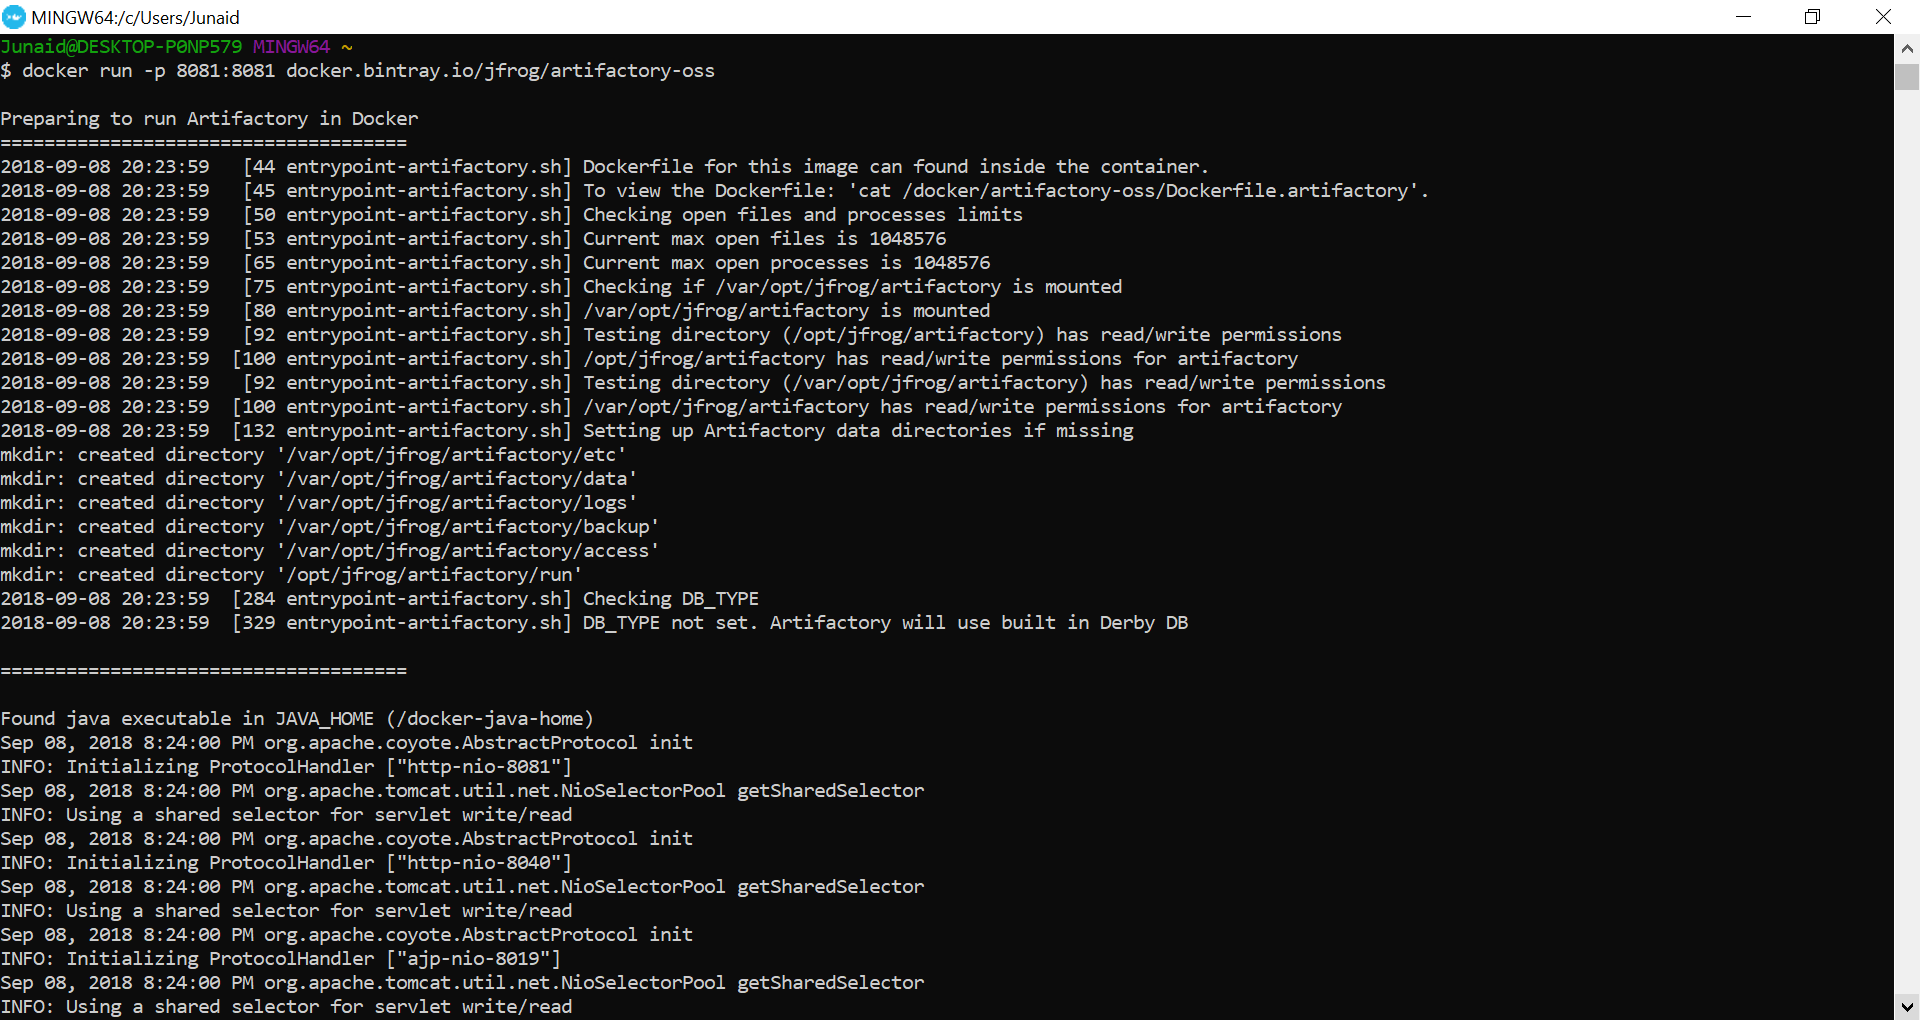 MINGW64:/c/Users/Junaid
Junaid@DESKTOP-P0NP579 MINGW64 ~
$ docker run -p 8081:8081 docker.bintray.io/jfrog/artifactory-oss
Preparing to run Artifactory in Docker
=====================================
2018-09-08 20:23:59   [44 entrypoint-artifactory.sh] Dockerfile for this image can found inside the container.
2018-09-08 20:23:59   [45 entrypoint-artifactory.sh] To view the Dockerfile: 'cat /docker/artifactory-oss/Dockerfile.artifactory'.
2018-09-08 20:23:59   [50 entrypoint-artifactory.sh] Checking open files and processes limits
2018-09-08 20:23:59   [53 entrypoint-artifactory.sh] Current max open files is 1048576
2018-09-08 20:23:59   [65 entrypoint-artifactory.sh] Current max open processes is 1048576
2018-09-08 20:23:59   [75 entrypoint-artifactory.sh] Checking if /var/opt/jfrog/artifactory is mounted
2018-09-08 20:23:59   [80 entrypoint-artifactory.sh] /var/opt/jfrog/artifactory is mounted
2018-09-08 20:23:59   [92 entrypoint-artifactory.sh] Testing directory (/opt/jfrog/artifactory) has read/write permissions
2018-09-08 20:23:59  [100 entrypoint-artifactory.sh] /opt/jfrog/artifactory has read/write permissions for artifactory
2018-09-08 20:23:59   [92 entrypoint-artifactory.sh] Testing directory (/var/opt/jfrog/artifactory) has read/write permissions
2018-09-08 20:23:59  [100 entrypoint-artifactory.sh] /var/opt/jfrog/artifactory has read/write permissions for artifactory
2018-09-08 20:23:59  [132 entrypoint-artifactory.sh] Setting up Artifactory data directories if missing
mkdir: created directory '/var/opt/jfrog/artifactory/etc'
mkdir: created directory '/var/opt/jfrog/artifactory/data'
mkdir: created directory '/var/opt/jfrog/artifactory/logs'
mkdir: created directory '/var/opt/jfrog/artifactory/backup'
mkdir: created directory '/var/opt/jfrog/artifactory/access'
mkdir: created directory '/opt/jfrog/artifactory/run'
2018-09-08 20:23:59  [284 entrypoint-artifactory.sh] Checking DB_TYPE
2018-09-08 20:23:59  [329 entrypoint-artifactory.sh] DB_TYPE not set. Artifactory will use built in Derby DB
=====================================
Found java executable in JAVA_HOME (/docker-java-home)
Sep 08, 2018 8:24:00 PM org.apache.coyote.AbstractProtocol init
INFO: Initializing ProtocolHandler ["http-nio-8081"]
Sep 08, 2018 8:24:00 PM org.apache.tomcat.util.net.NioSelectorPool getSharedSelector
INFO: Using a shared selector for servlet write/read
Sep 08, 2018 8:24:00 PM org.apache.coyote.AbstractProtocol init
INFO: Initializing ProtocolHandler ["http-nio-8040"]
Sep 08, 2018 8:24:00 PM org.apache.tomcat.util.net.NioSelectorPool getSharedSelector
INFO: Using a shared selector for servlet write/read
Sep 08, 2018 8:24:00 PM org.apache.coyote.AbstractProtocol init
INFO: Initializing ProtocolHandler ["ajp-nio-8019"]
Sep 08, 2018 8:24:00 PM org.apache.tomcat.util.net.NioSelectorPool getSharedSelector
INFO: Using a shared selector for servlet write/read